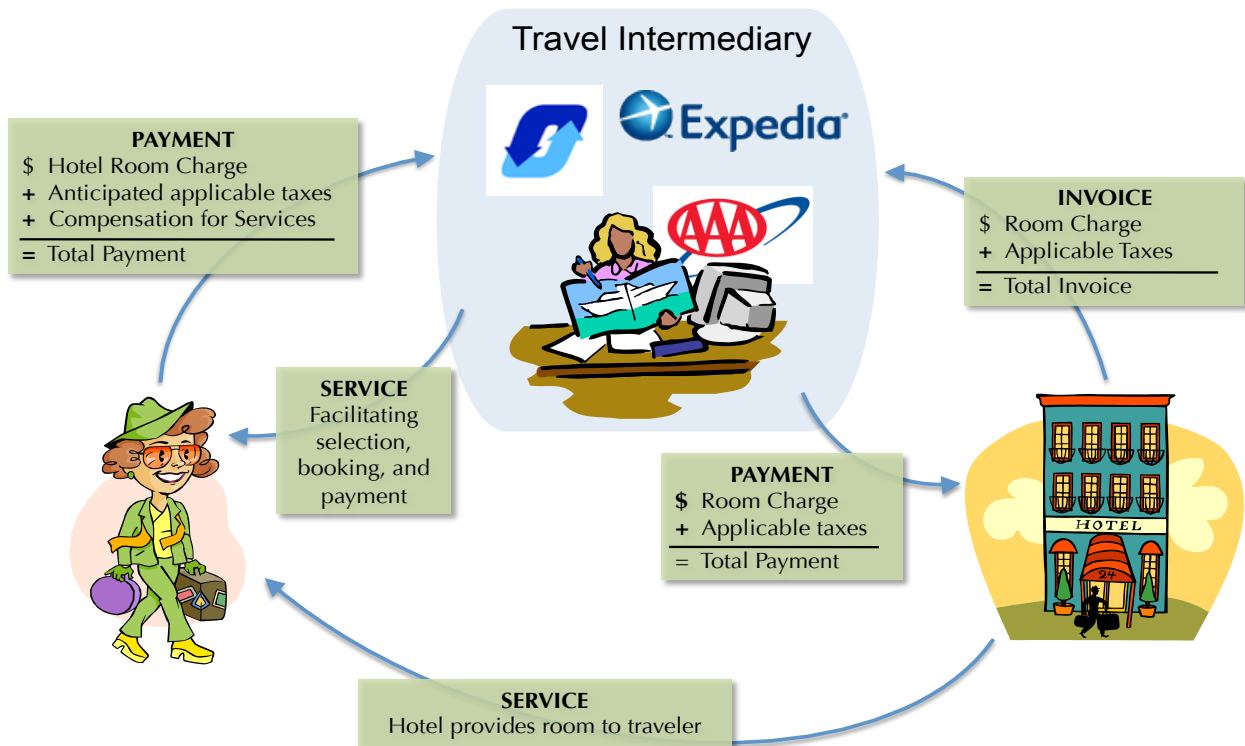 Travel Intermediary
Expedia
AAA
PAYMENT
$ Hotel Room Charge
+ Anticipated applicable taxes
+ Compensation for Services
= Total Payment
INVOICE
$ Room Charge
+ Applicable Taxes
= Total Invoice
SERVICE
Facilitating
selection,
booking, and
payment
PAYMENT
$ Room Charge
+ Applicable taxes
= Total Payment
HOTEL
24
SERVICE
Hotel provides room to traveler